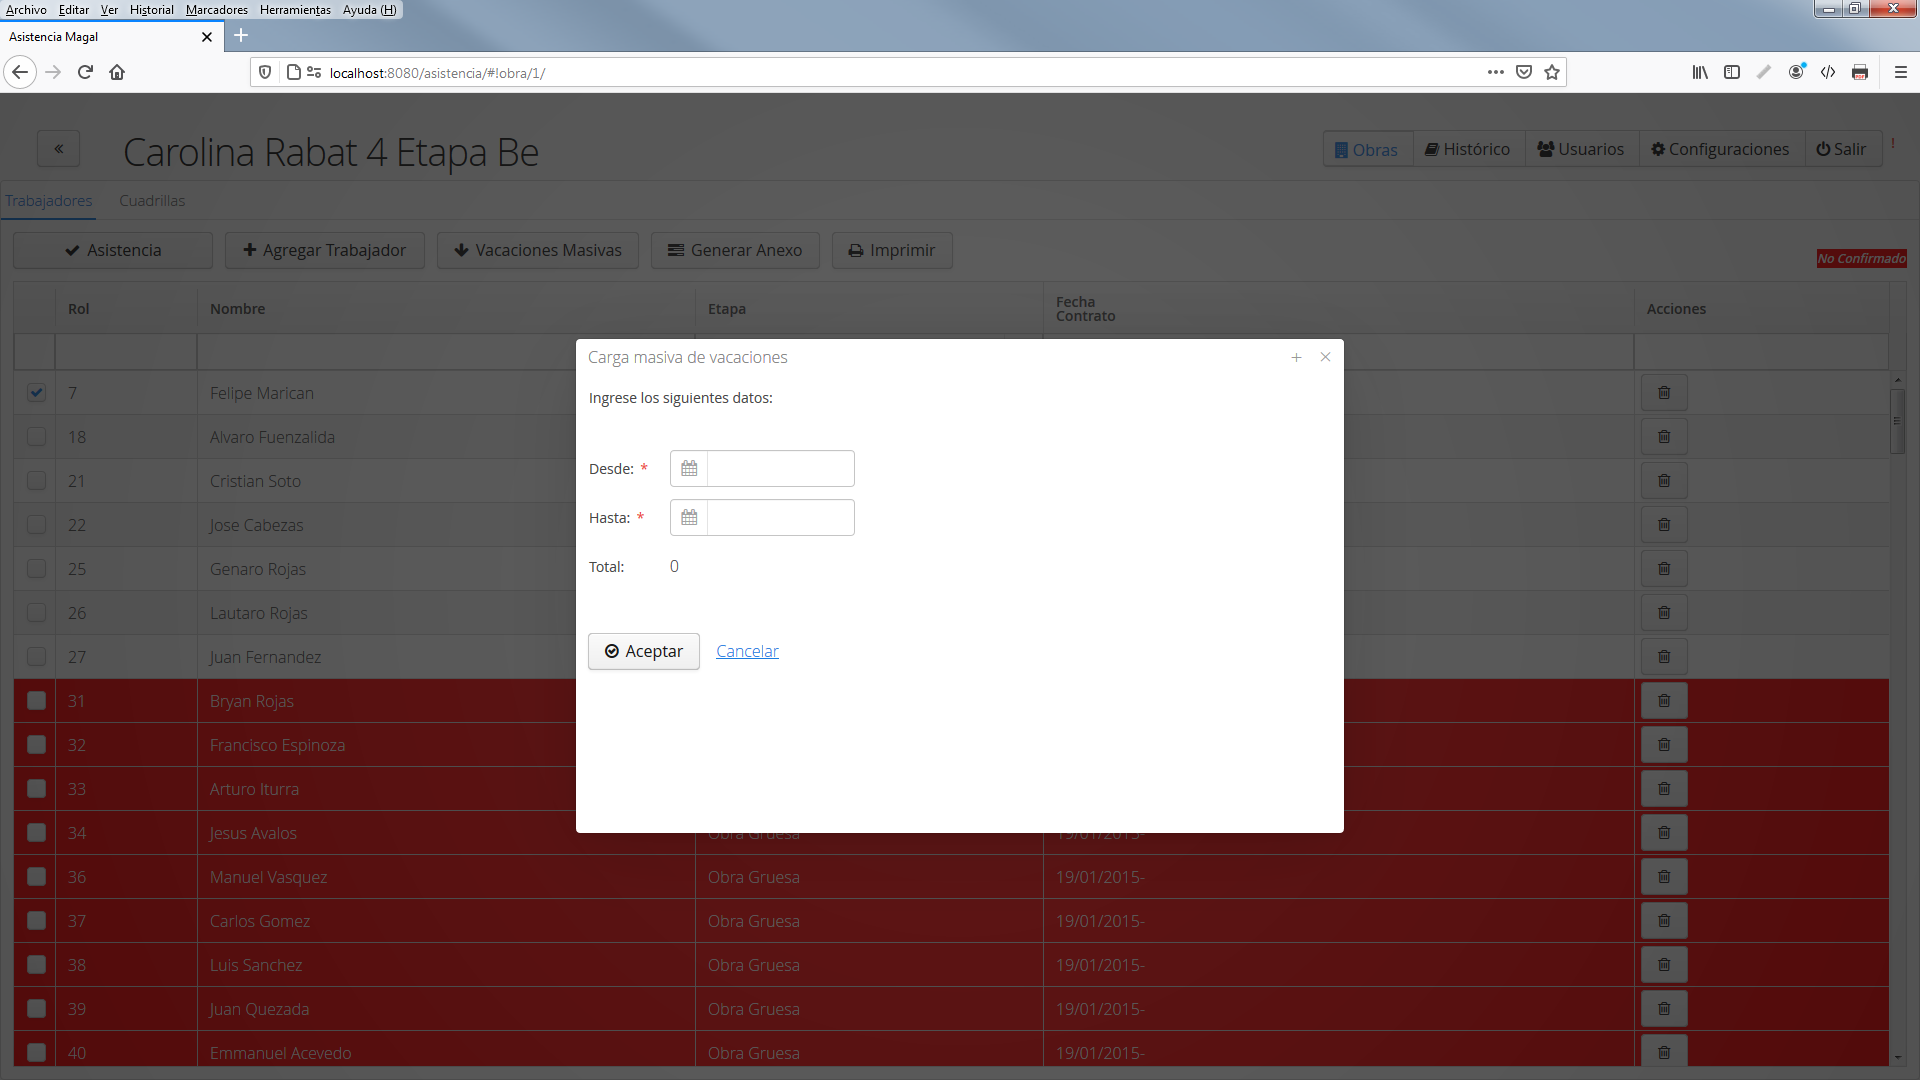 Archivo Editar Ver Historial Marcadores Herramientas Ayuda (H)
Asistencia Magal
localhost:8080/asistencia/#!obra/1/
Carolina Rabat 4 Etapa Be
Obras Histórico Usuarios Configuraciones Salir !
Trabajadores Cuadrillas
Asistencia Agregar Trabajador Vacaciones Masivas Generar Anexo Imprimir
No Confirmado
Rol Nombre Etapa Fecha Contrato Acciones
Carga masiva de vacaciones
Ingrese los siguientes datos:
Desde: *
Hasta: *
Total: 0
Aceptar Cancelar
7 Felipe Marican
18 Alvaro Fuenzalida
21 Cristian Soto
22 Jose Cabezas
25 Genaro Rojas
26 Lautaro Rojas
27 Juan Fernandez
31 Bryan Rojas
32 Francisco Espinoza
33 Arturo Iturra
34 Jesus Avalos Obra Gruesa 19/01/2015-
36 Manuel Vasquez Obra Gruesa 19/01/2015-
37 Carlos Gomez Obra Gruesa 19/01/2015-
38 Luis Sanchez Obra Gruesa 19/01/2015-
39 Juan Quezada Obra Gruesa 19/01/2015-
40 Emmanuel Acevedo Obra Gruesa 19/01/2015-